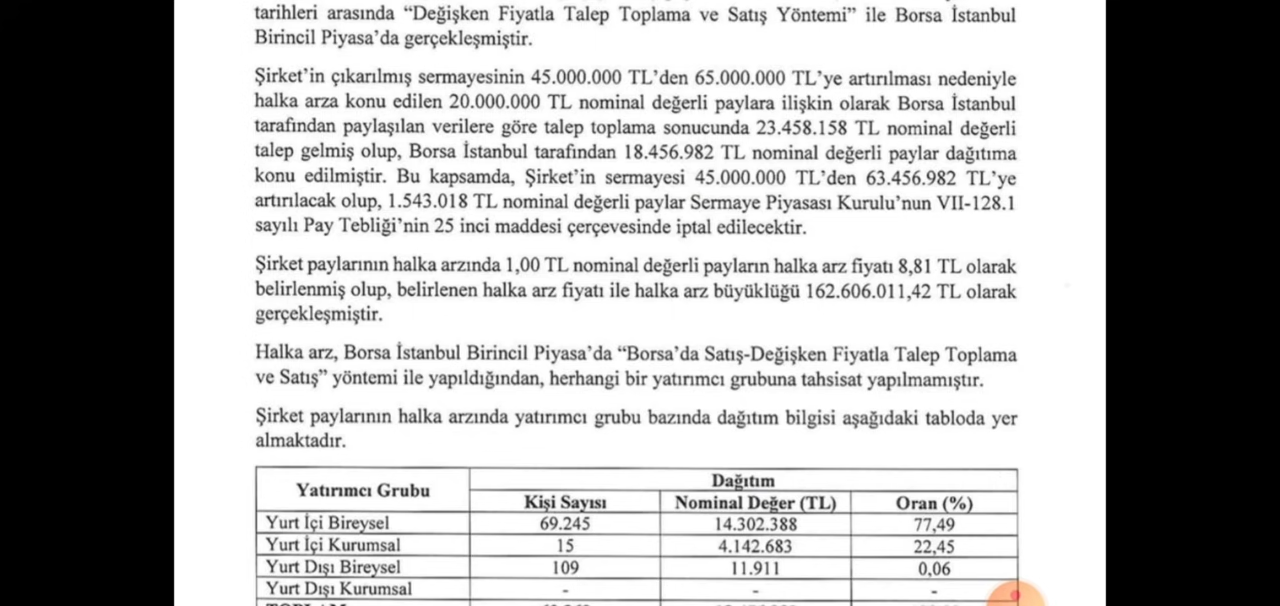 tarihleri arasında “Değişken Fiyatla Talep Toplama ve Satış Yöntemi” ile Borsa İstanbul
Birincil Piyasa’da gerçekleşmiştir.
Şirket’in çıkarılmış sermayesinin 45.000.000 TL’den 65.000.000 TL’ye artırılması nedeniyle
halka arza konu edilen 20.000.000 TL nominal değerli paylara ilişkin olarak Borsa İstanbul
tarafından paylaşılan verilere göre talep toplama sonucunda 23.458.158 TL nominal değerli
talep gelmiş olup, Borsa İstanbul tarafından 18.456.982 TL nominal değerli paylar dağıtıma
konu edilmiştir. Bu kapsamda, Şirket’in sermayesi 45.000.000 TL’den 63.456.982 TL’ye
artırılacak olup, 1.543.018 TL nominal değerli paylar Sermaye Piyasası Kurulu’nun VII-128.1
sayılı Pay Tebliği’nin 25 inci maddesi çerçevesinde iptal edilecektir.
Şirket paylarının halka arzında 1,00 TL nominal değerli payların halka arz fiyatı 8,81 TL olarak
belirlenmiş olup, belirlenen halka arz fiyatı ile halka arz büyüklüğü 162.606.011,42 TL olarak
gerçekleşmiştir.
Halka arz, Borsa İstanbul Birincil Piyasa’da “Borsa’da Satış-Değişken Fiyatla Talep Toplama
ve Satış” yöntemi ile yapıldığından, herhangi bir yatırımcı grubuna tahsisat yapılmamıştır.
Şirket paylarının halka arzında yatırımcı grubu bazında dağıtım bilgisi aşağıdaki tabloda yer
almaktadır.
Yatırımcı Grubu Dağıtım
Kişi Sayısı Nominal Değer (TL) Oran (%)
Yurt İçi Bireysel 69.245 14.302.388 77,49
Yurt İçi Kurumsal 15 4.142.683 22,45
Yurt Dışı Bireysel 109 11.911 0,06
Yurt Dışı Kurumsal - - -